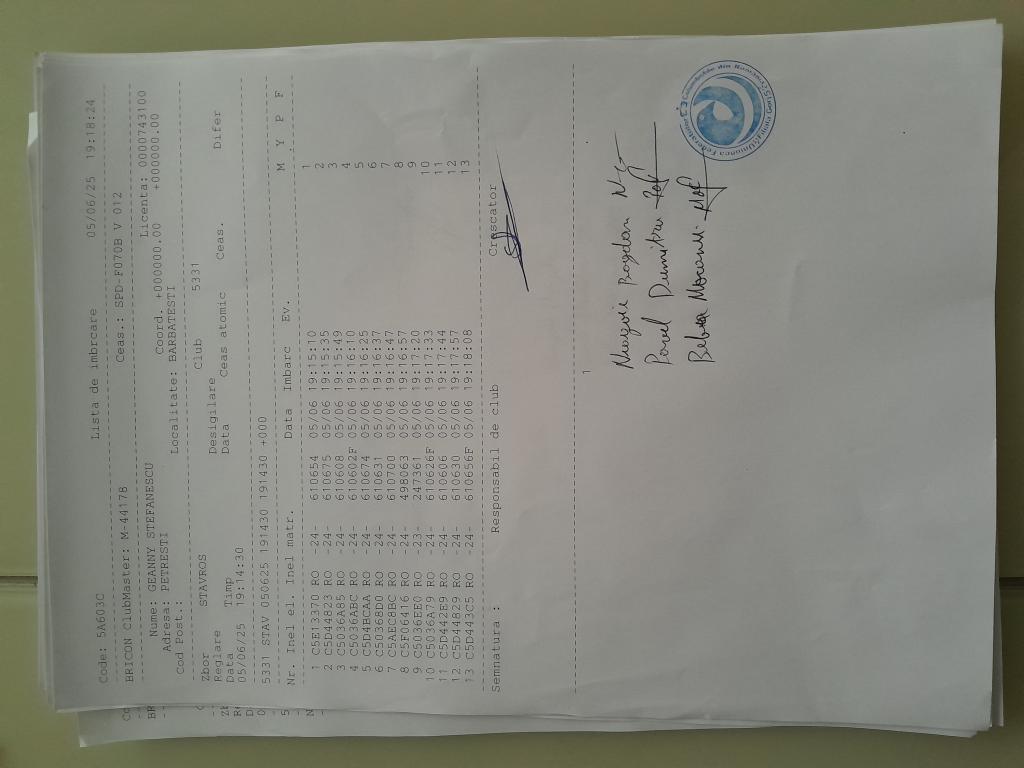 Code: 5A603C Lista de imbrcare 05/06/25 19:18:24
BRICON ClubMaster: M-44178 Ceas.: SPD-F070B V 012
Nume: GEANNY STEFANESCU Licenta: 0000743100
Adresa: PETRESTI Coord. +000000.00 +000000.00
Cod Post.: Localitate: BARBATESTI
Zbor STAVROS Club 5331
Reglare Desigilare
Data Timp Data Ceas atomic Ceas. Difer
05/06/25 19:14:30
5331 STAV 050625 191430 191430 +000
Nr. Inel el. Inel matr. Data Imbarc Ev. M Y P F
1 C5E13370 RO -24- 610654 05/06 19:15:10 1
2 C5D44823 RO -24- 610675 05/06 19:15:35 2
3 C5036A85 RO -24- 610608 05/06 19:15:49 3
4 C5036ABC RO -24- 610602F 05/06 19:16:10 4
5 C5D4BCAA RO -24- 610674 05/06 19:16:25 5
6 C50368D0 RO -24- 610631 05/06 19:16:37 6
7 C5AECBBC RO -24- 610700 05/06 19:16:47 7
8 C5F06416 RO -24- 498063 05/06 19:16:57 8
9 C5036EE0 RO -23- 247361 05/06 19:17:20 9
10 C5036A79 RO -24- 610626F 05/06 19:17:33 10
11 C5D442E9 RO -24- 610606 05/06 19:17:44 11
12 C5D44829 RO -24- 610630 05/06 19:17:57 12
13 C5D443C5 RO -24- 610656F 05/06 19:18:08 13
Semnatura : Responsabil de club Crescator
1
Bogdan
Dumitru